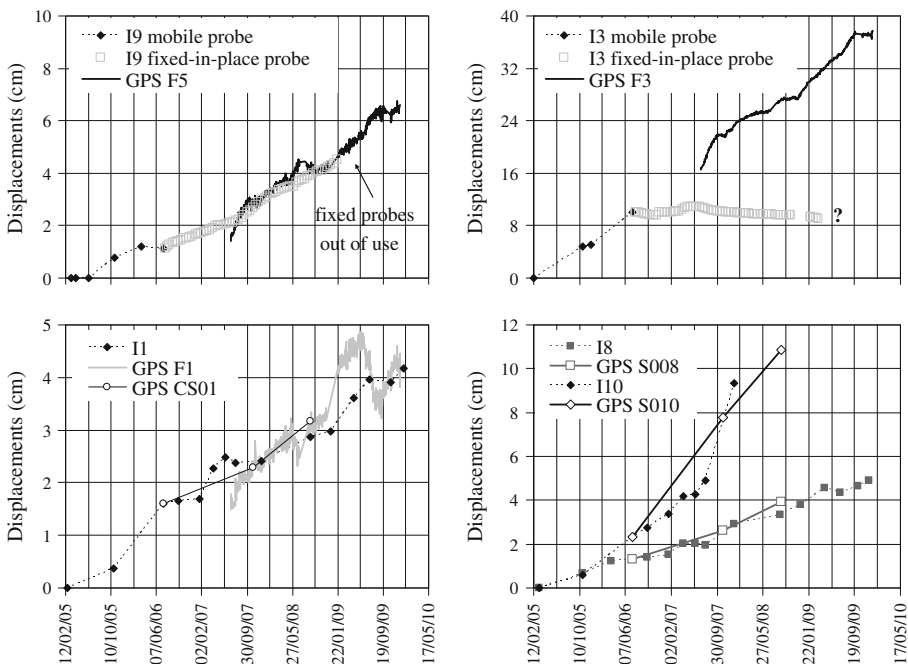 Displacements (cm)
10
8
6
4
2
0
I9 mobile probe
I9 fixed-in-place probe
GPS F5
fixed probes
out of use
Displacements (cm)
40
36
32
28
24
20
16
12
8
4
0
I3 mobile probe
I3 fixed-in-place probe
GPS F3
?
Displacements (cm)
5
4
3
2
1
0
I1
GPS F1
GPS CS01
12/02/05
10/10/05
07/06/06
02/02/07
30/09/07
27/05/08
22/01/09
19/09/09
17/05/10
Displacements (cm)
12
10
8
6
4
2
0
I8
GPS S008
I10
GPS S010
12/02/05
10/10/05
07/06/06
02/02/07
30/09/07
27/05/08
22/01/09
19/09/09
17/05/10